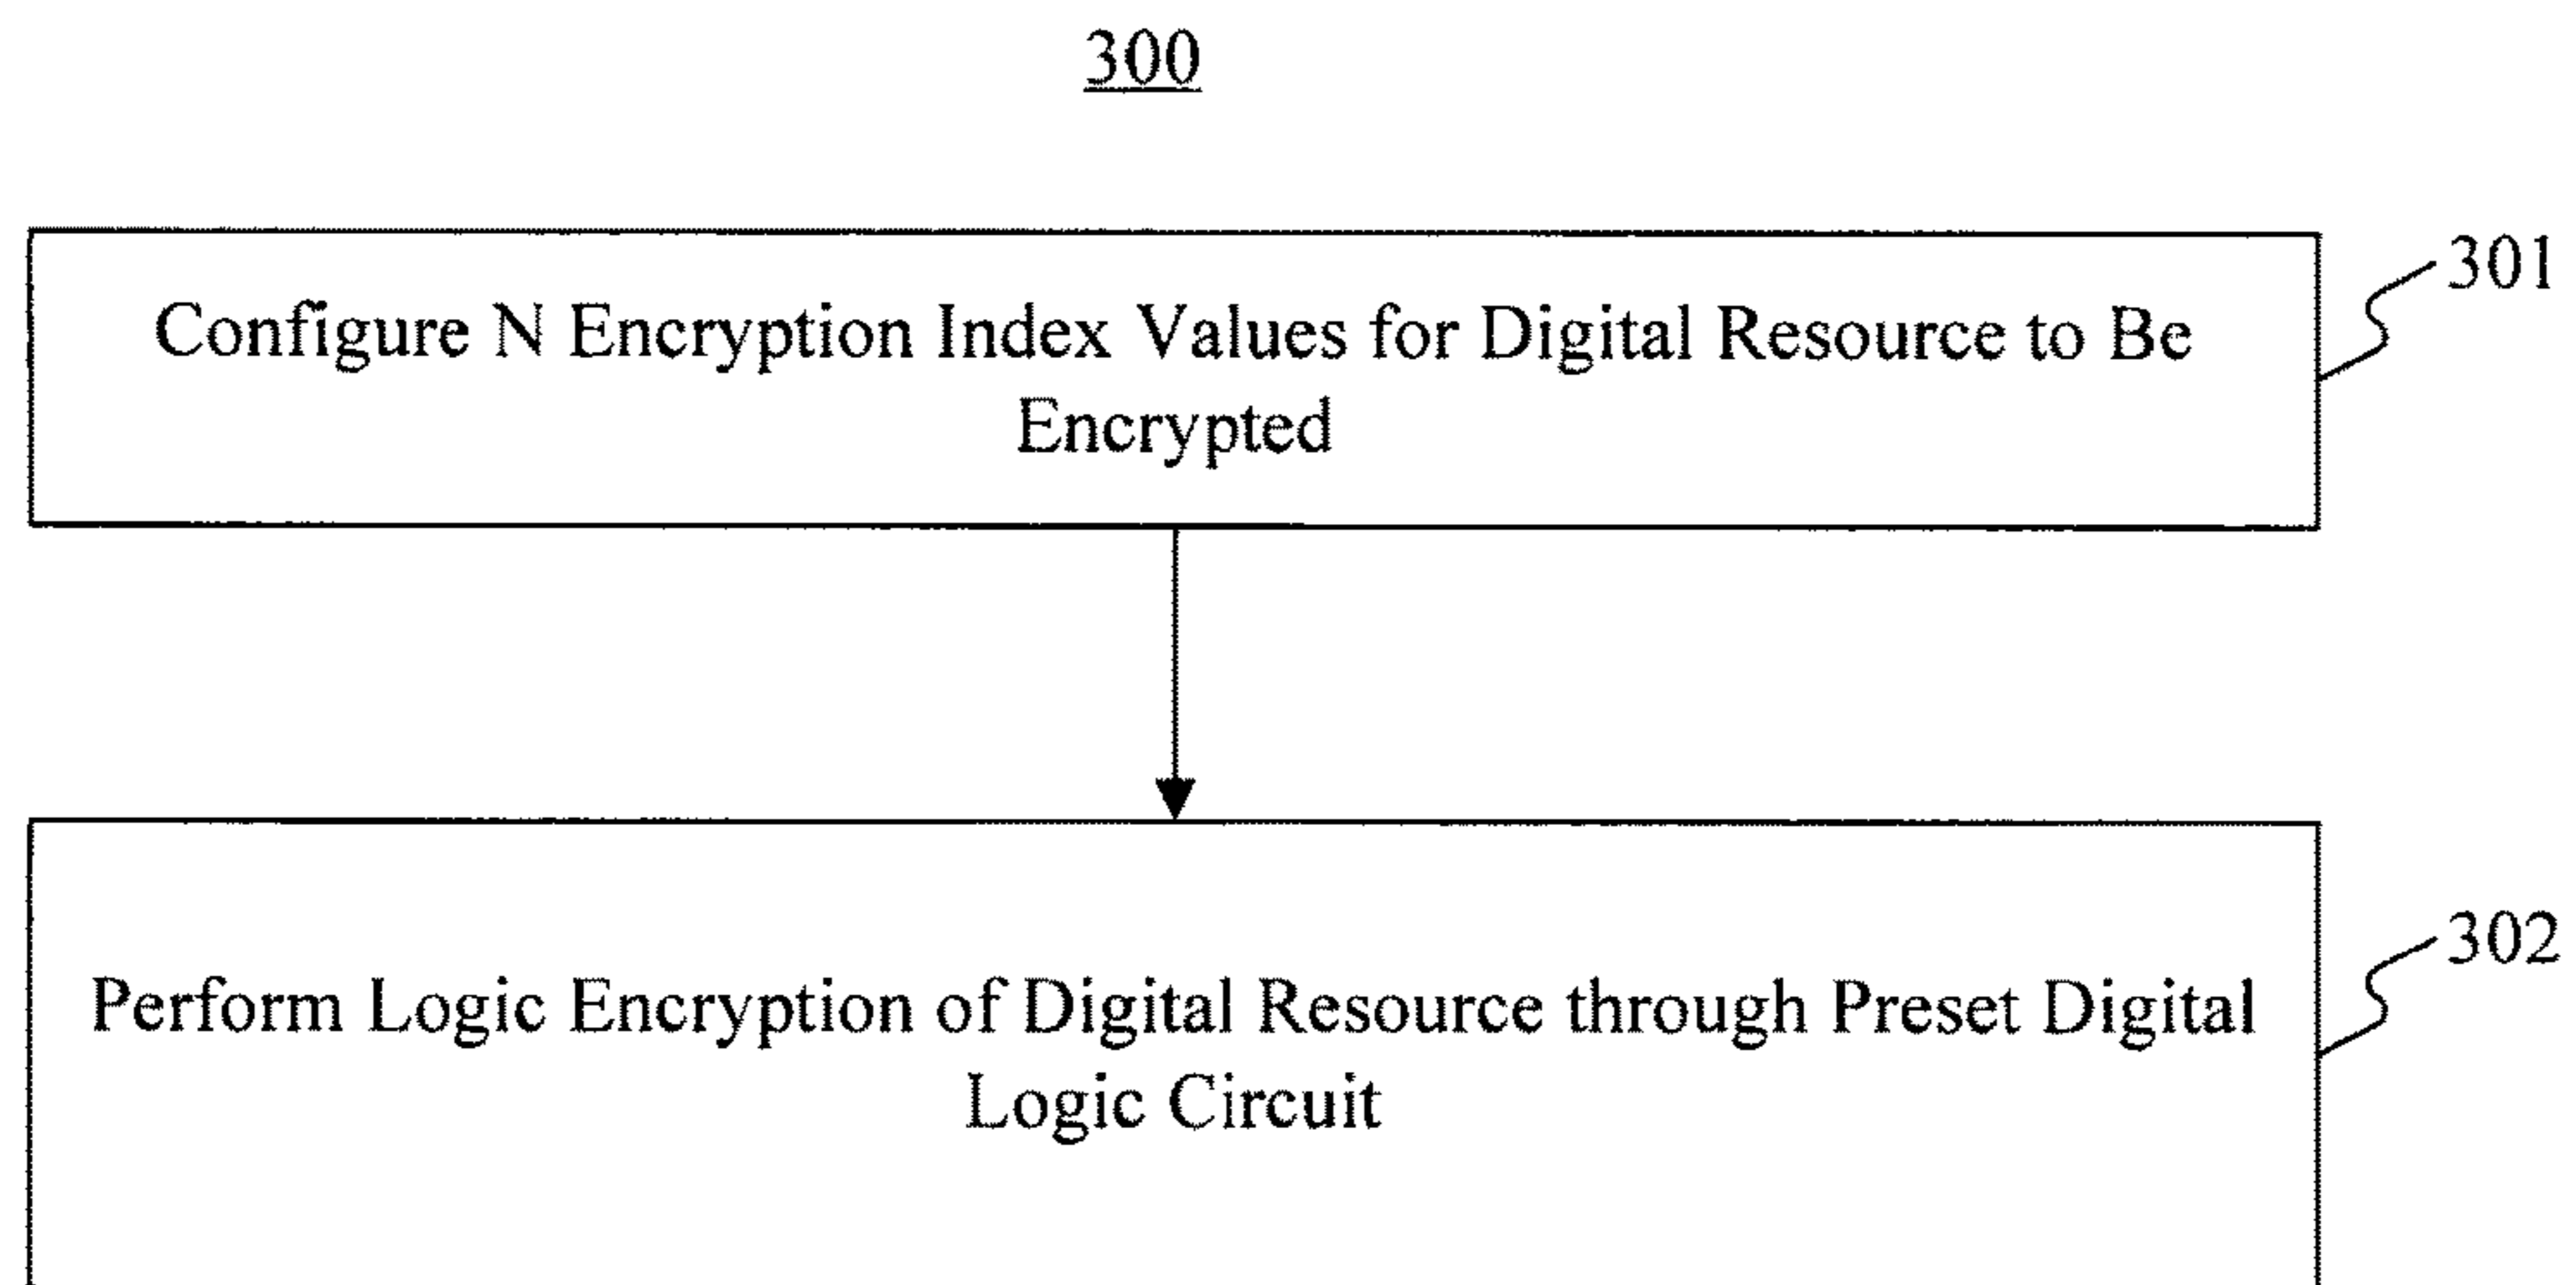 300
Configure N Encryption Index Values for Digital Resource to Be
Encrypted
301
Perform Logic Encryption of Digital Resource through Preset Digital
Logic Circuit
302